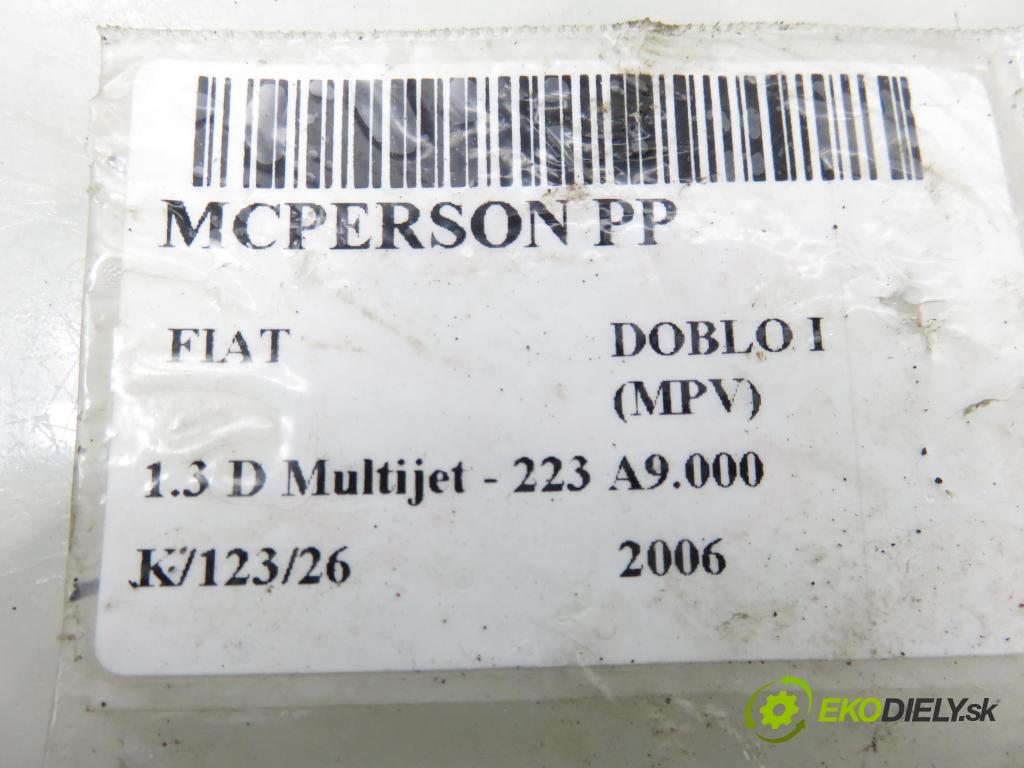 MCPERSON PP
FIAT DOBLO I
(MPV)
1.3 D Multijet - 223 A9.000
K/123/26 2006
EKODIELY.sk